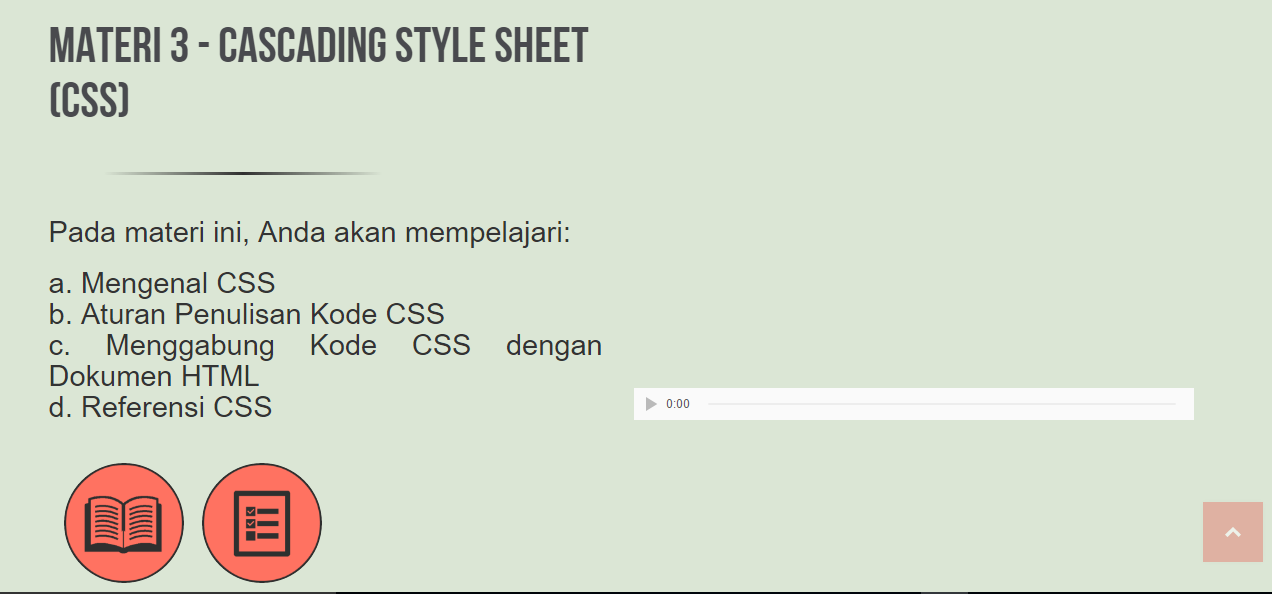 MATERI 3 - CASCADING STYLE SHEET
(CSS)
Pada materi ini, Anda akan mempelajari:
a. Mengenal CSS
b. Aturan Penulisan Kode CSS
c. Menggabung Kode CSS dengan
Dokumen HTML
d. Referensi CSS
0:00